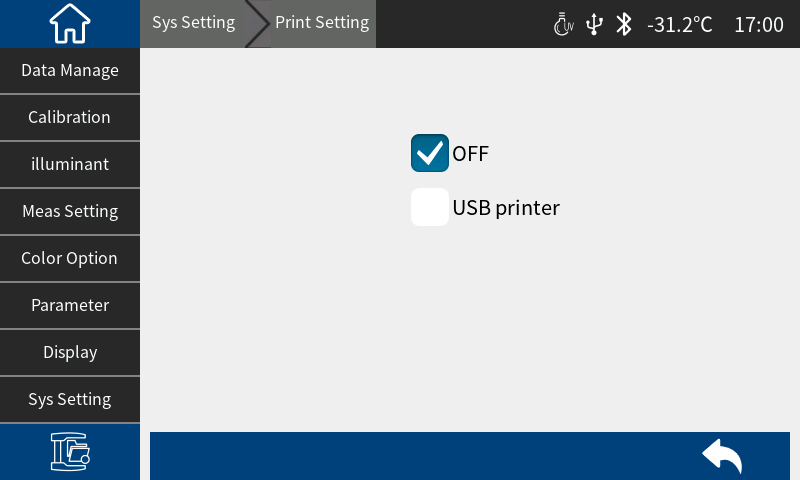 Sys Setting
Print Setting
UV
-31.2℃
17:00
Data Manage
Calibration
illuminant
Meas Setting
Color Option
Parameter
Display
Sys Setting
OFF
USB printer